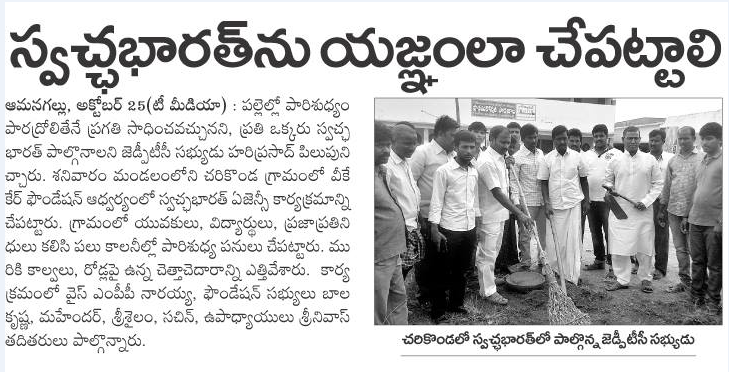 స్వచ్ఛభారత్‌ను యజ్ఞంలా చేపట్టాలి
ఆమనగల్లు, అక్టోబర్ 25(టీ మీడియా) : పల్లెల్లో పారిశుధ్యం
పారద్రోలితేనే ప్రగతి సాధించవచ్చునని, ప్రతి ఒక్కరు స్వచ్ఛ
భారత్ పాల్గొనాలని జెడ్పీటీసీ సభ్యుడు హరిప్రసాద్ పిలుపుని
చ్చారు. శనివారం మండలంలోని చరికొండ గ్రామంలో వీకే
కేర్ ఫౌండేషన్ ఆధ్వర్యంలో స్వచ్ఛభారత్ ఏజెన్సీ కార్యక్రమాన్ని
చేపట్టారు. గ్రామంలో యువకులు, విద్యార్థులు, ప్రజాప్రతిని
ధులు కలిసి పలు కాలనీల్లో పారిశుధ్య పనులు చేపట్టారు. ము
రికి కాల్వలు, రోడ్లపై ఉన్న చెత్తాచెదారాన్ని ఎత్తివేశారు. కార్య
క్రమంలో వైస్ ఎంపీపీ నారయ్య, ఫౌండేషన్ సభ్యులు బాల
కృష్ణ, మహేందర్, శ్రీశైలం, సచిన్, ఉపాధ్యాయులు శ్రీనివాస్
తదితరులు పాల్గొన్నారు.
చరికొండలో స్వచ్ఛభారత్‌లో పాల్గొన్న జెడ్పీటీసీ సభ్యుడు